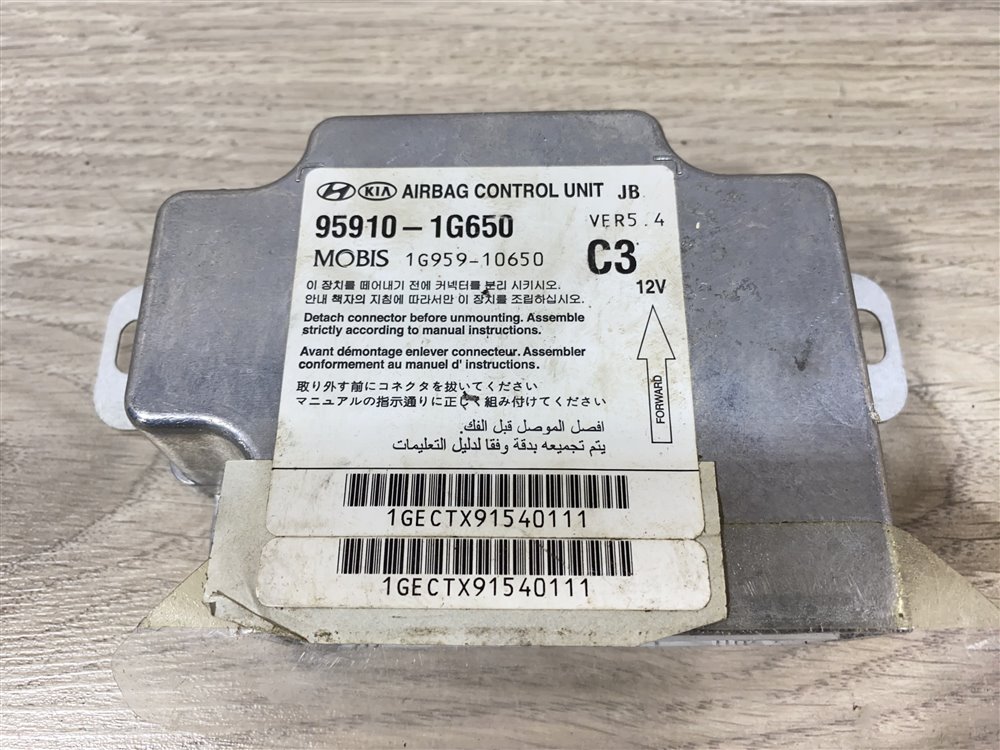 KIA AIRBAG CONTROL UNIT JB
95910-1G650 VER5.4
MOBIS 1G959-10650 C3
12V
이 장치를 떼어내기 전에 커넥터를 분리 시키시오.
안내 책자의 지침에 따라서만 이 장치를 조립하십시오.
Detach connector before unmounting. Assemble
strictly according to manual instructions.
Avant démontage enlever connecteur. Assembler
conformement au manuel d' instructions.
FORWARD
取り外す前にコネクタを抜いてください
マニュアルの指示通りに正しく組み付けてください
افصل الموصل قبل الفك.
يتم تجميعه بدقة وفقا لدليل التعليمات
1GECTX91540111
1GECTX91540111